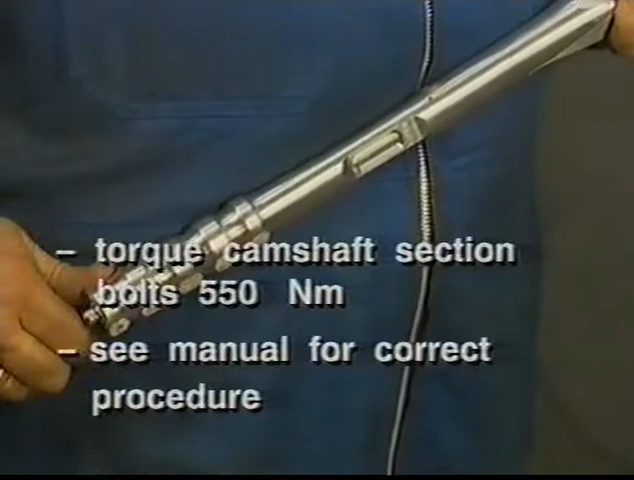 – torque camshaft section
bolts 550 Nm
– see manual for correct
procedure